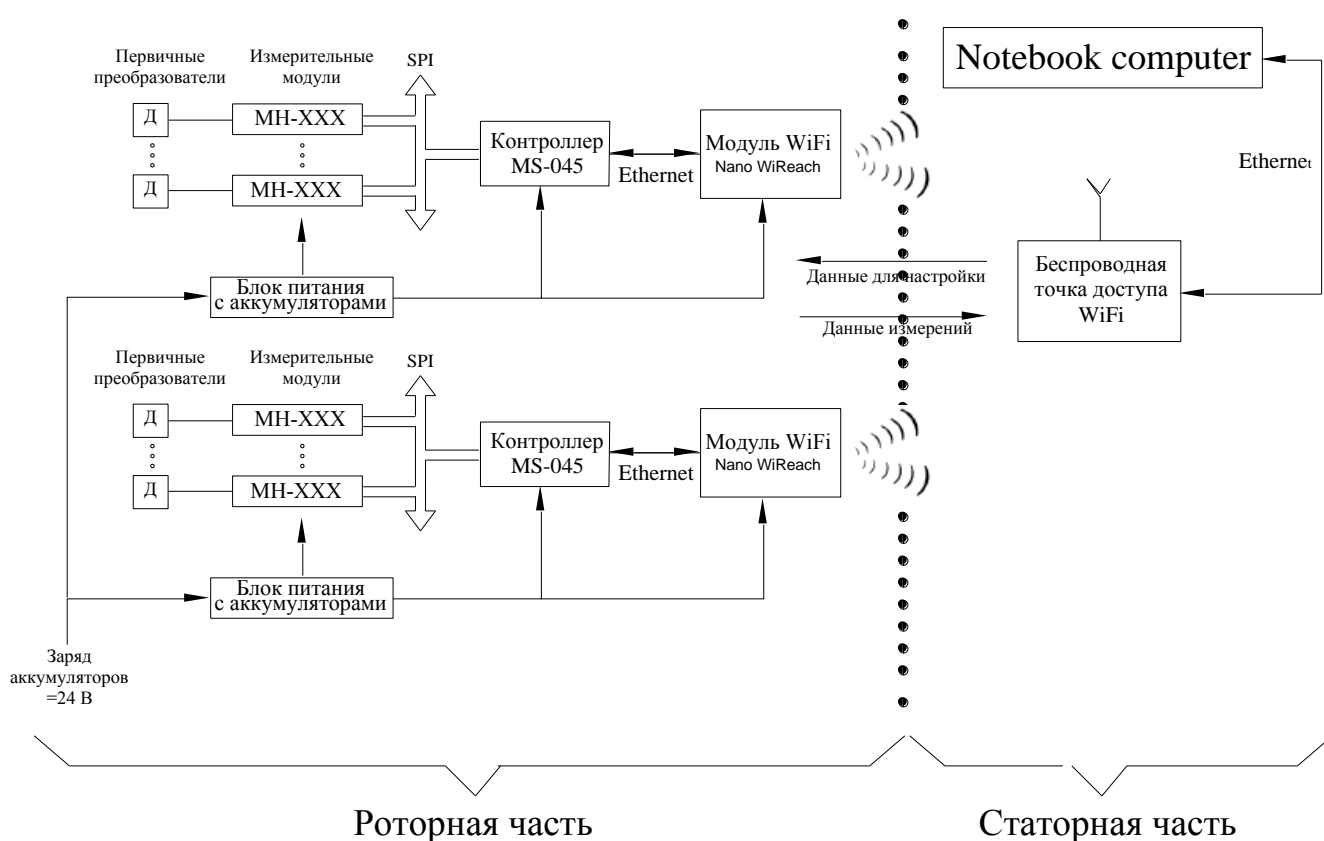 Первичные
преобразователи
Измерительные
модули
SPI
Д
МН-XXX
Д
МН-XXX
Контроллер
MS-045
Ethernet
Модуль WiFi
Nano WiReach
Блок питания
с аккумуляторами
Notebook computer
Ethernet
Данные для настройки
Данные измерений
Беспроводная
точка доступа
WiFi
Первичные
преобразователи
Измерительные
модули
SPI
Д
МН-XXX
Д
МН-XXX
Контроллер
MS-045
Ethernet
Модуль WiFi
Nano WiReach
Блок питания
с аккумуляторами
Заряд
аккумуляторов
=24 В
Роторная часть
Статорная часть